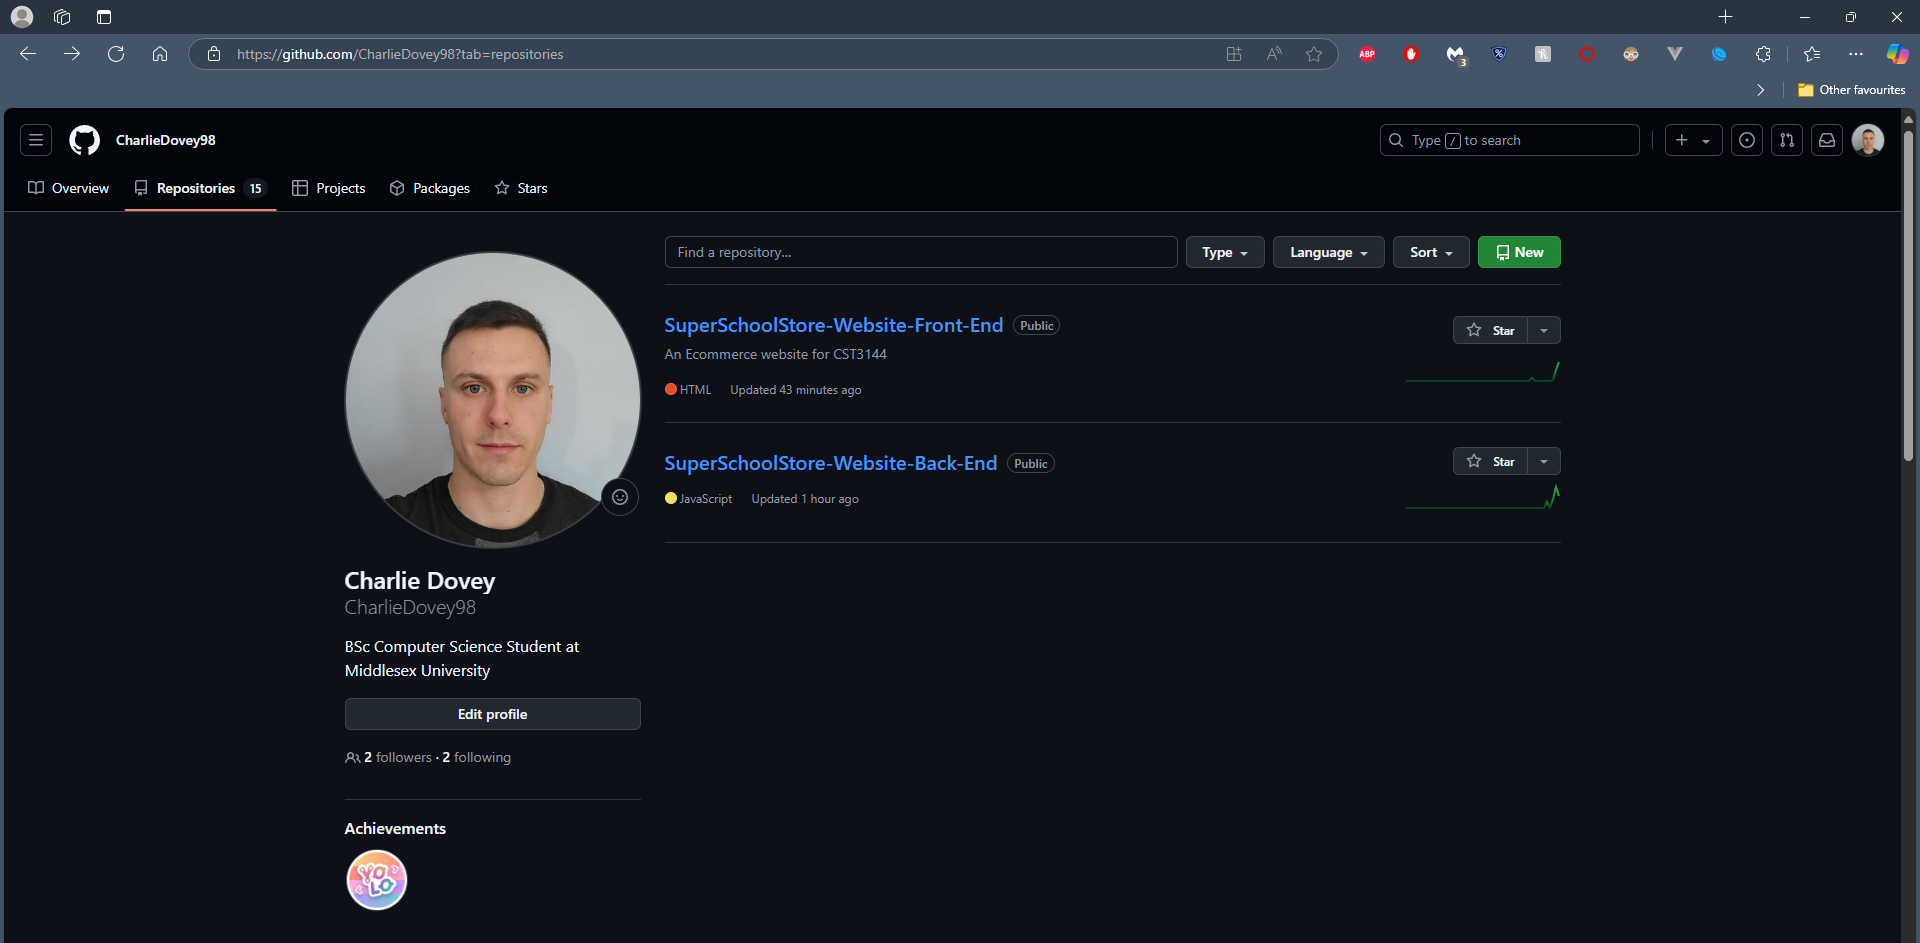 https://github.com/CharlieDovey98?tab=repositories
ABP
3
Other favourites
CharlieDovey98
Type / to search
Overview
Repositories 15
Projects
Packages
Stars
Find a repository...
Type
Language
Sort
New
SuperSchoolStore-Website-Front-End Public
Star
An Ecommerce website for CST3144
HTML Updated 43 minutes ago
SuperSchoolStore-Website-Back-End Public
Star
JavaScript Updated 1 hour ago
Charlie Dovey
CharlieDovey98
BSc Computer Science Student at
Middlesex University
Edit profile
2 followers · 2 following
Achievements
YOLO